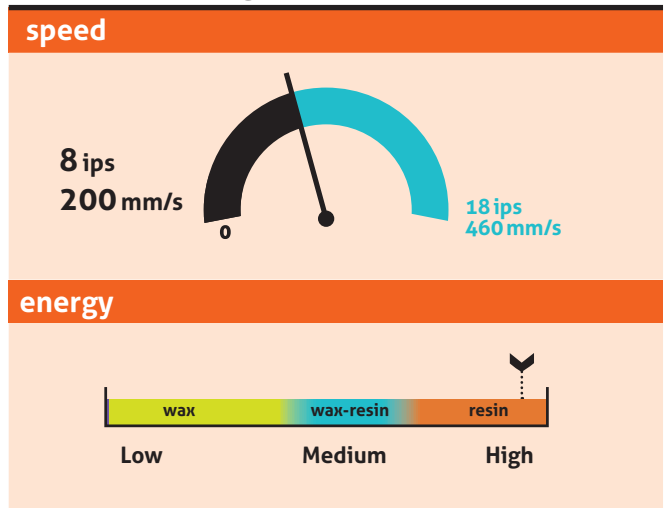 speed
8 ips
200 mm/s
0
18 ips
460 mm/s
energy
wax wax-resin resin
Low Medium High